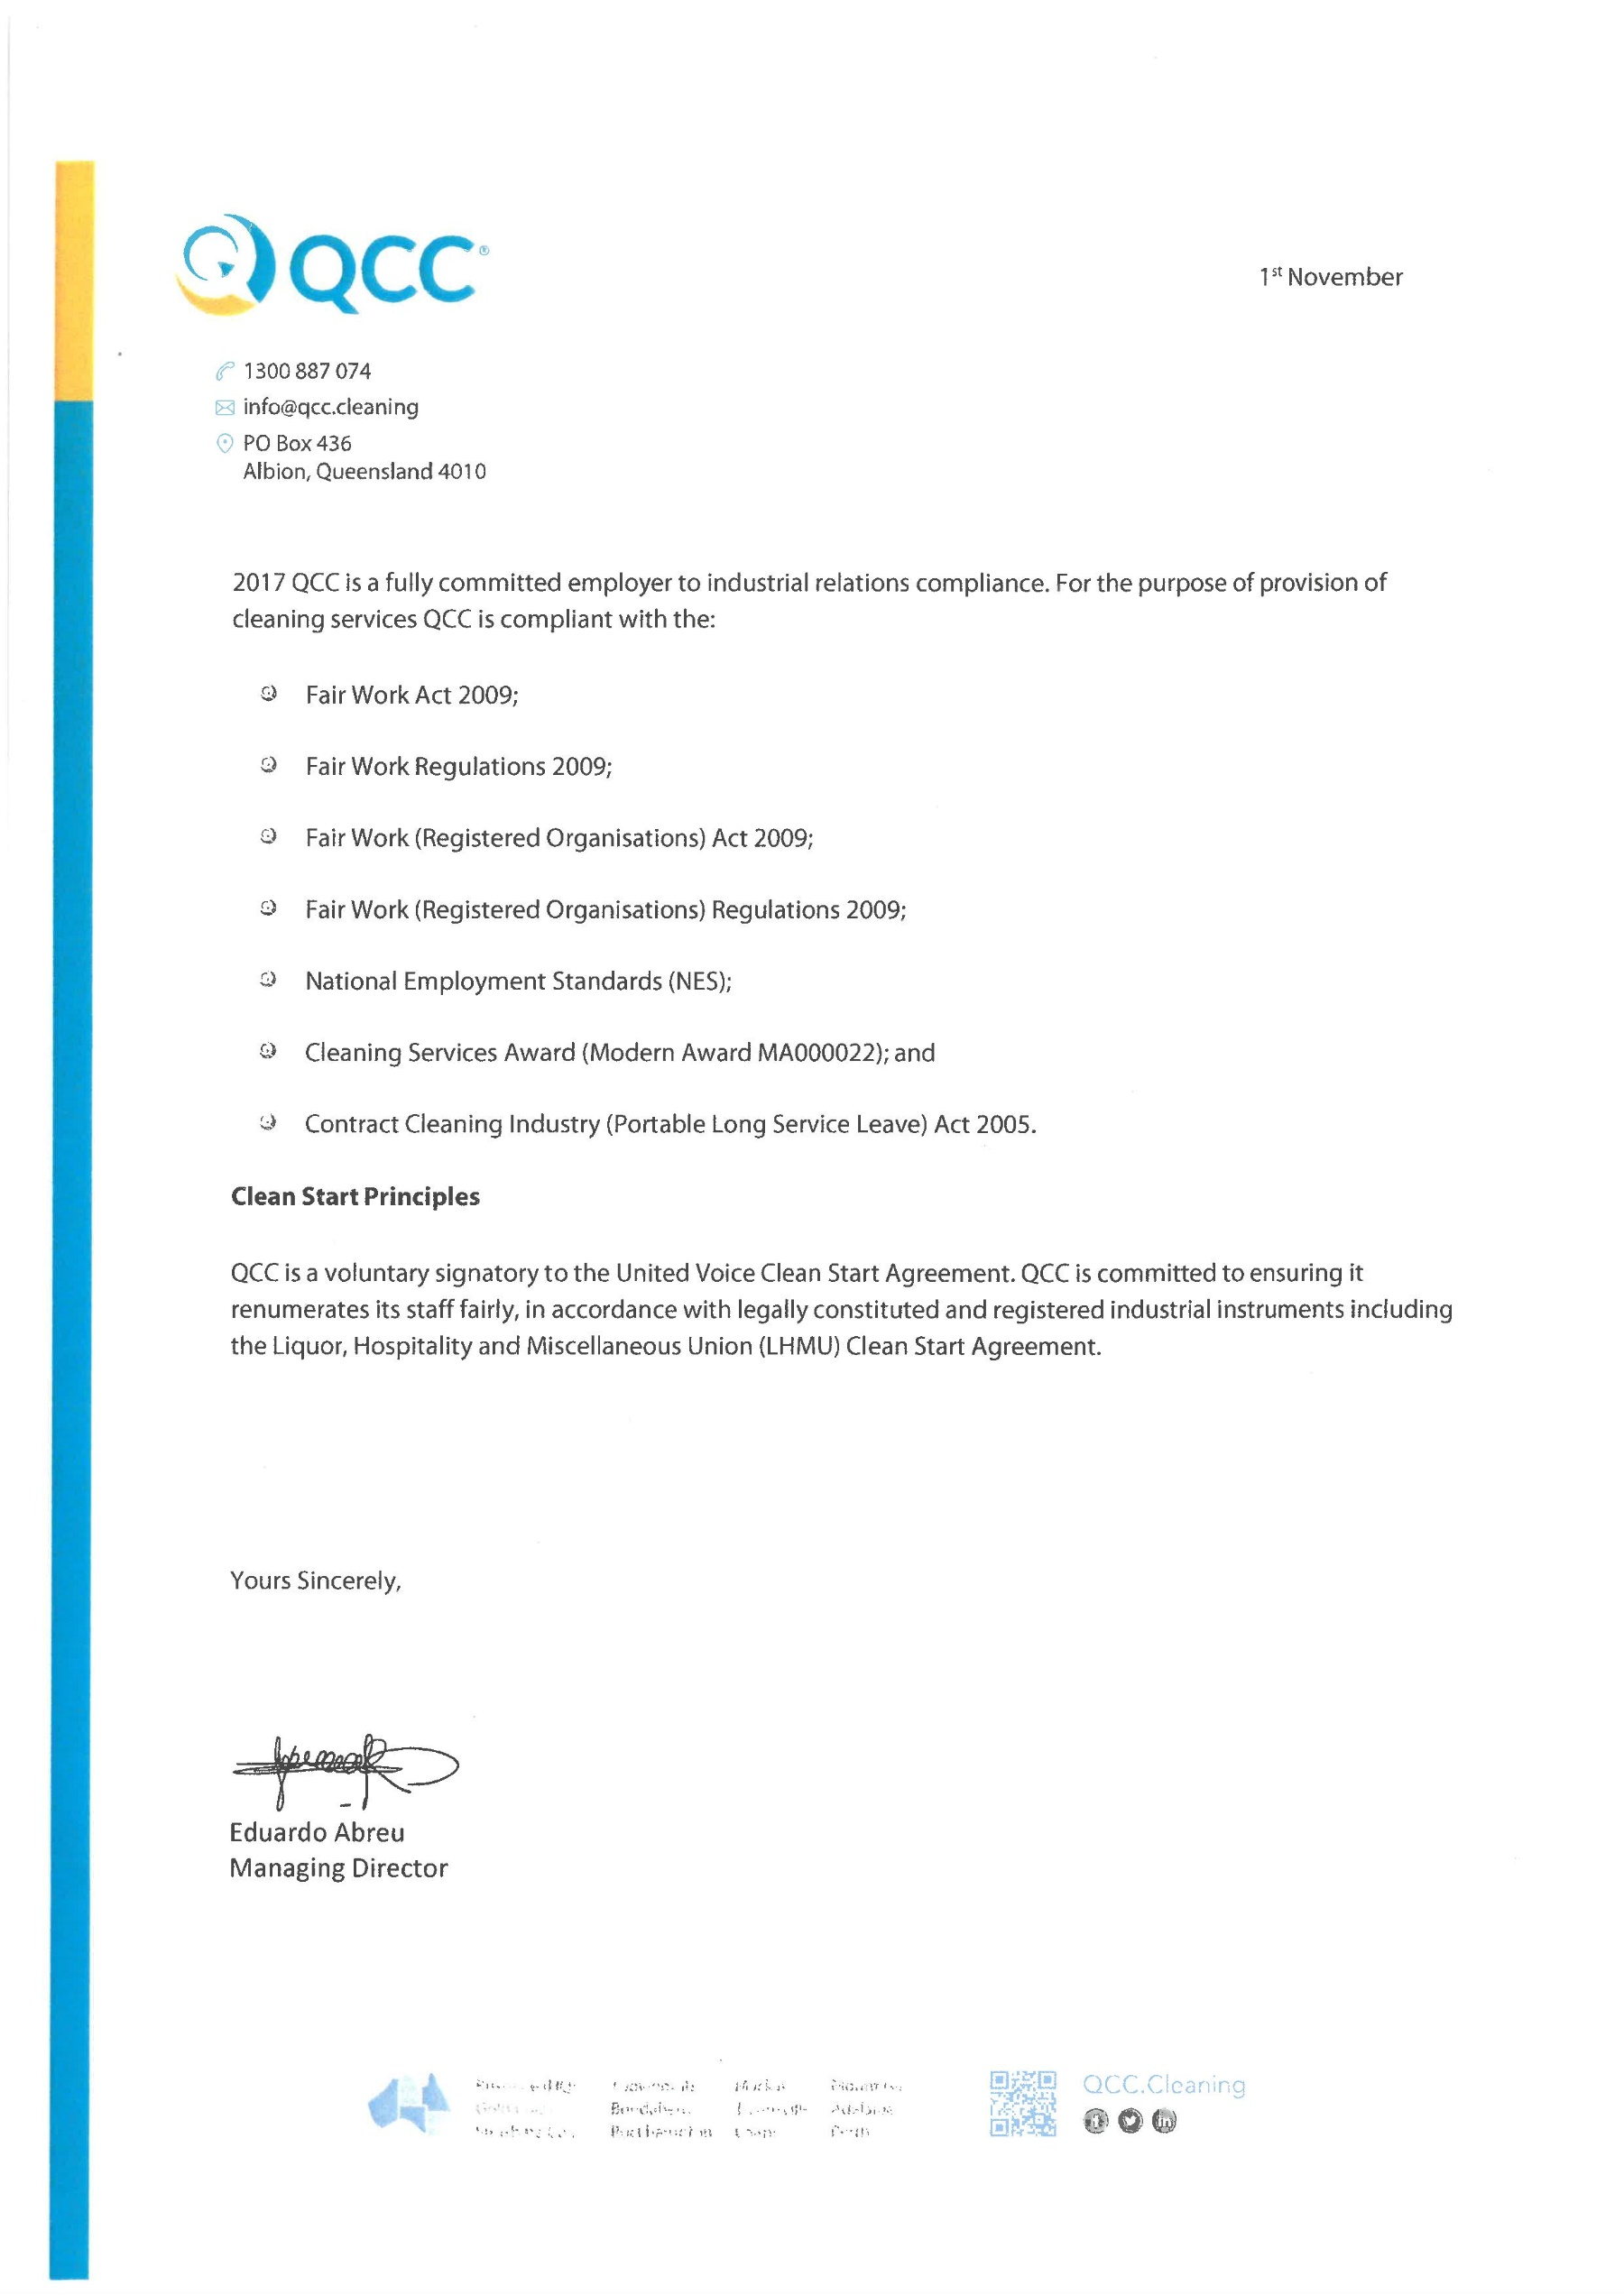 QCC®
1st November
1300 887 074
info@qcc.cleaning
PO Box 436
Albion, Queensland 4010
2017 QCC is a fully committed employer to industrial relations compliance. For the purpose of provision of
cleaning services QCC is compliant with the:
Fair Work Act 2009;
Fair Work Regulations 2009;
Fair Work (Registered Organisations) Act 2009;
Fair Work (Registered Organisations) Regulations 2009;
National Employment Standards (NES);
Cleaning Services Award (Modern Award MA000022); and
Contract Cleaning Industry (Portable Long Service Leave) Act 2005.
Clean Start Principles
QCC is a voluntary signatory to the United Voice Clean Start Agreement. QCC is committed to ensuring it
renumerates its staff fairly, in accordance with legally constituted and registered industrial instruments including
the Liquor, Hospitality and Miscellaneous Union (LHMU) Clean Start Agreement.
Yours Sincerely,
Eduardo Abreu
Managing Director
QCC.Cleaning